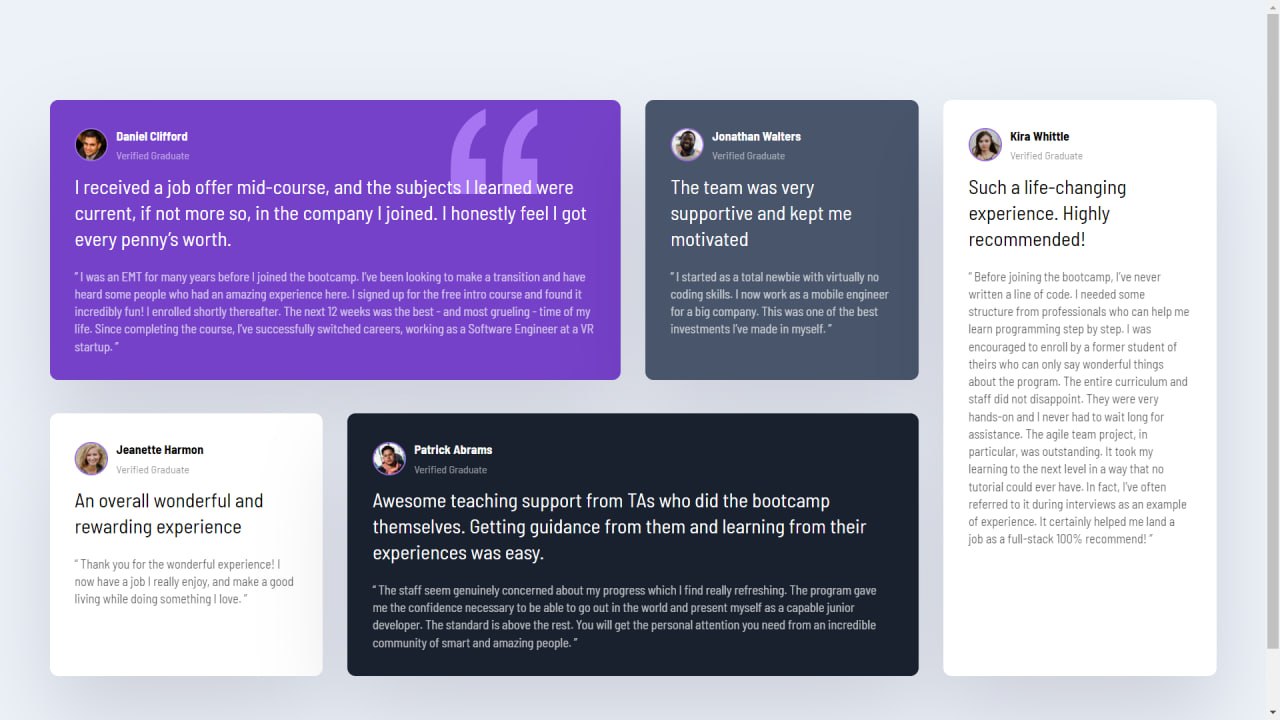 “
Daniel Clifford
Verified Graduate
I received a job offer mid-course, and the subjects I learned were
current, if not more so, in the company I joined. I honestly feel I got
every penny’s worth.
“ I was an EMT for many years before I joined the bootcamp. I’ve been looking to make a transition and have
heard some people who had an amazing experience here. I signed up for the free intro course and found it
incredibly fun! I enrolled shortly thereafter. The next 12 weeks was the best - and most grueling - time of my
life. Since completing the course, I’ve successfully switched careers, working as a Software Engineer at a VR
startup. ”
Jonathan Walters
Verified Graduate
The team was very
supportive and kept me
motivated
“ I started as a total newbie with virtually no
coding skills. I now work as a mobile engineer
for a big company. This was one of the best
investments I’ve made in myself. ”
Kira Whittle
Verified Graduate
Such a life-changing
experience. Highly
recommended!
“ Before joining the bootcamp, I’ve never
written a line of code. I needed some
structure from professionals who can help me
learn programming step by step. I was
encouraged to enroll by a former student of
theirs who can only say wonderful things
about the program. The entire curriculum and
staff did not disappoint. They were very
hands-on and I never had to wait long for
assistance. The agile team project, in
particular, was outstanding. It took my
learning to the next level in a way that no
tutorial could ever have. In fact, I’ve often
referred to it during interviews as an example
of experience. It certainly helped me land a
job as a full-stack 100% recommend! ”
Jeanette Harmon
Verified Graduate
An overall wonderful and
rewarding experience
“ Thank you for the wonderful experience! I
now have a job I really enjoy, and make a good
living while doing something I love. ”
Patrick Abrams
Verified Graduate
Awesome teaching support from TAs who did the bootcamp
themselves. Getting guidance from them and learning from their
experiences was easy.
“ The staff seem genuinely concerned about my progress which I find really refreshing. The program gave
me the confidence necessary to be able to go out in the world and present myself as a capable junior
developer. The standard is above the rest. You will get the personal attention you need from an incredible
community of smart and amazing people. ”